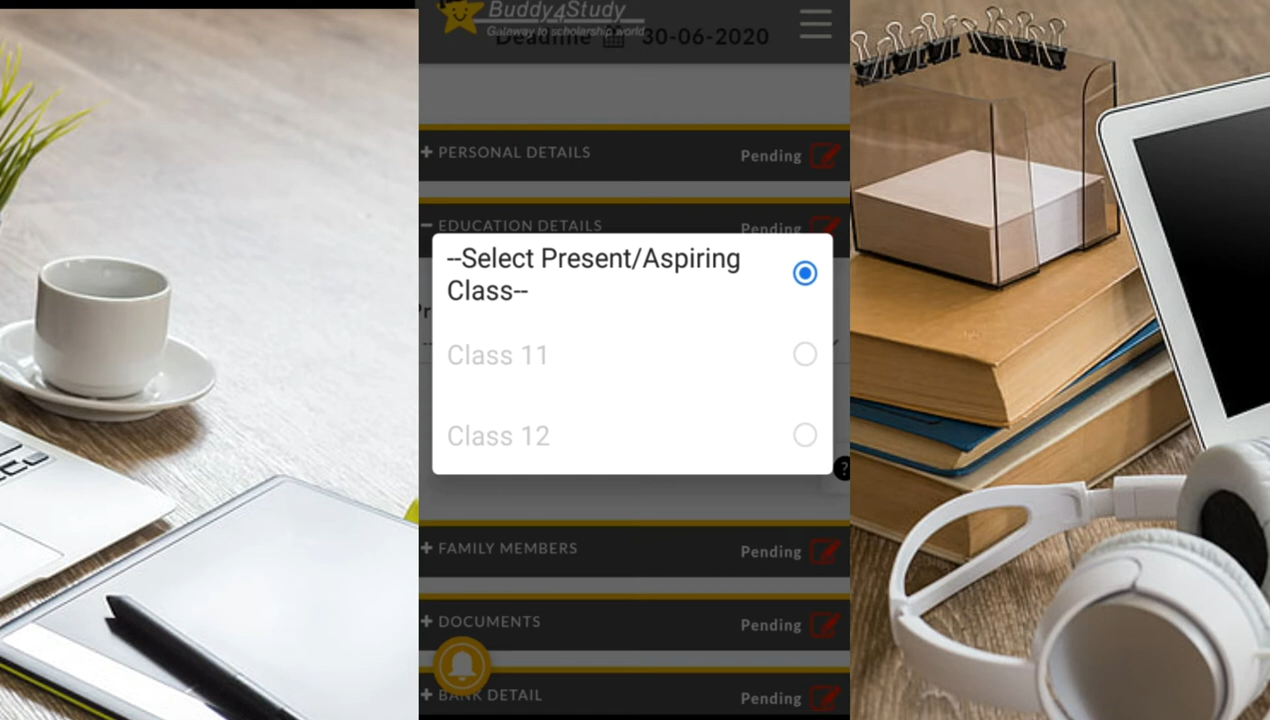 Buddy4Study
Gateway to scholarship world
Deadline 30-06-2020
+ PERSONAL DETAILS Pending
− EDUCATION DETAILS Pending
--Select Present/Aspiring
Class--
Class 11
Class 12
?
+ FAMILY MEMBERS Pending
+ DOCUMENTS Pending
+ BANK DETAIL Pending